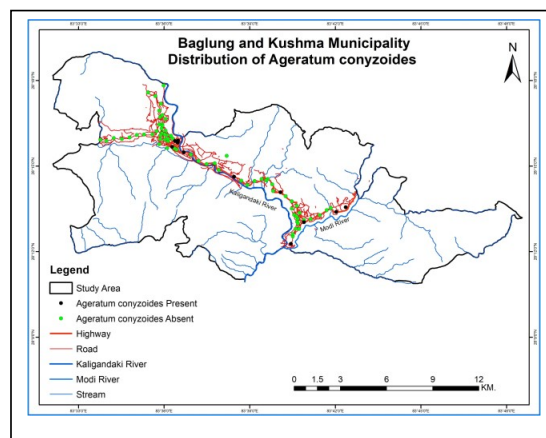 Baglung and Kushma Municipality
Distribution of Ageratum conyzoides
N
Kaligandaki River
Modi River
Legend
Study Area
Ageratum conyzoides Present
Ageratum conyzoides Absent
Highway
Road
Kaligandaki River
Modi River
Stream
0 1.5 3 6 9 12
KM.